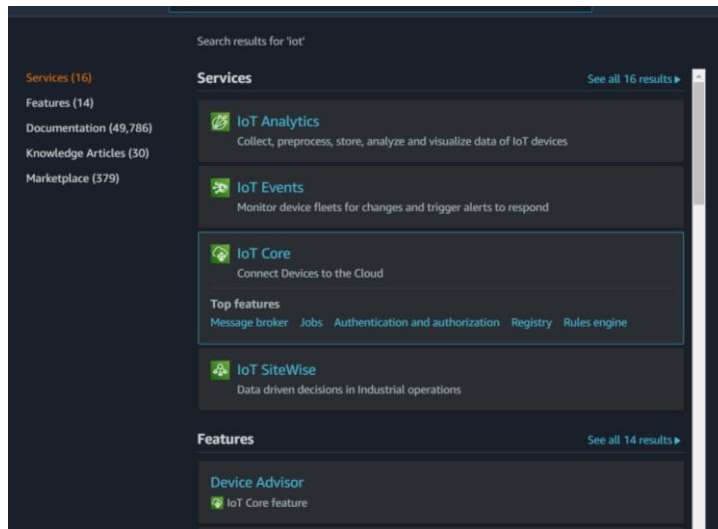 Search results for 'iot'
Services (16)
Features (14)
Documentation (49,786)
Knowledge Articles (30)
Marketplace (379)
Services
See all 16 results ▶
IoT Analytics
Collect, preprocess, store, analyze and visualize data of IoT devices
IoT Events
Monitor device fleets for changes and trigger alerts to respond
IoT Core
Connect Devices to the Cloud
Top features
Message broker Jobs Authentication and authorization Registry Rules engine
IoT SiteWise
Data driven decisions in Industrial operations
Features
See all 14 results ▶
Device Advisor
IoT Core feature